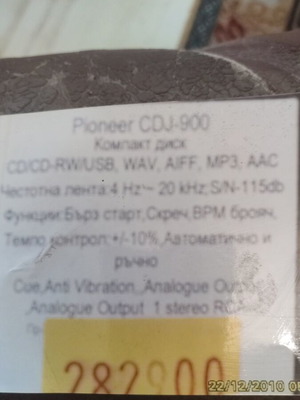 Pioneer CDJ-900
Компакт диск
CD/CD-RW/USB, WAV, AIFF, MP3, AAC
Честотна лента:4 Hz~ 20 kHz;S/N-115db
Функции:Бърз старт,Скреч,BPM брояч,
Темпо контрол:+/-10%,Автоматично и
ръчно
Cue,Anti Vibration,,Analogue Output
,Analogue Output 1 stereo RCA
282900
22/12/2010